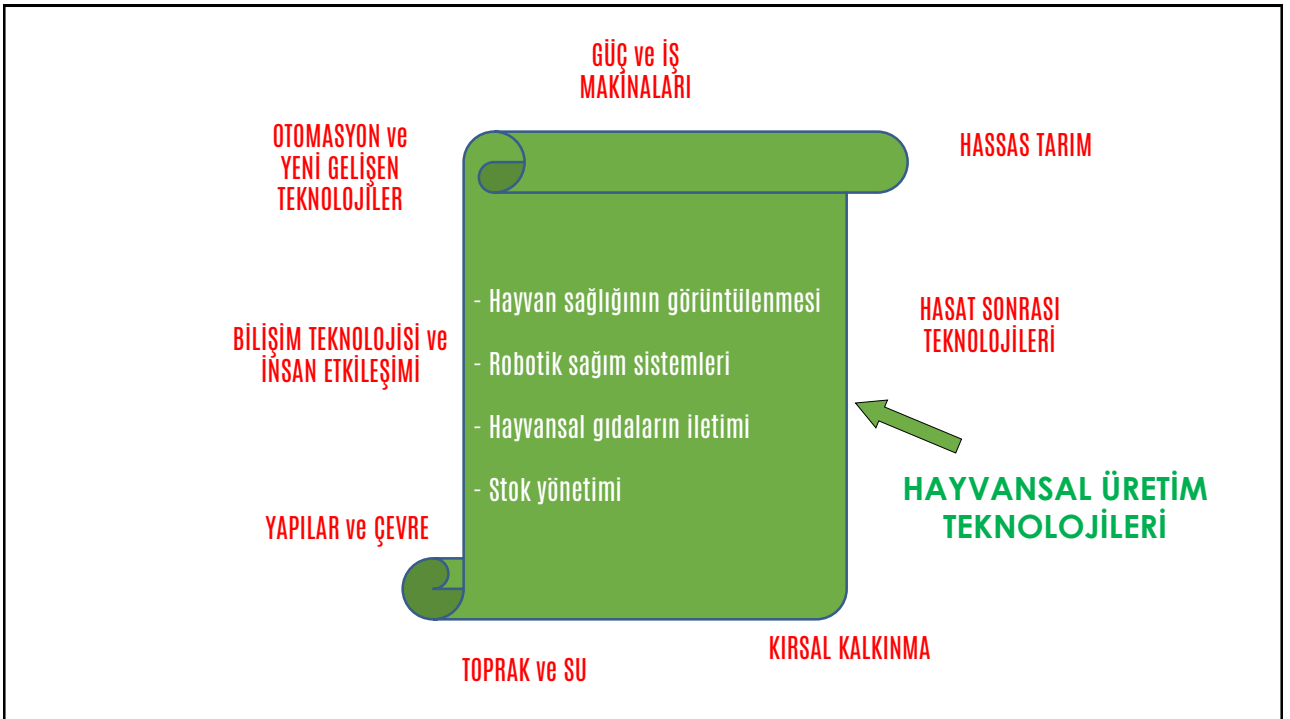 GÜÇ ve İŞ
MAKİNALARI
OTOMASYON ve
YENİ GELİŞEN
TEKNOLOJİLER
HASSAS TARIM
- Hayvan sağlığının görüntülenmesi
- Robotik sağım sistemleri
- Hayvansal gıdaların iletimi
- Stok yönetimi
BİLİŞİM TEKNOLOJİSİ ve
İNSAN ETKİLEŞİMİ
HASAT SONRASI
TEKNOLOJİLERİ
HAYVANSAL ÜRETİM
TEKNOLOJİLERİ
YAPILAR ve ÇEVRE
TOPRAK ve SU
KIRSAL KALKINMA